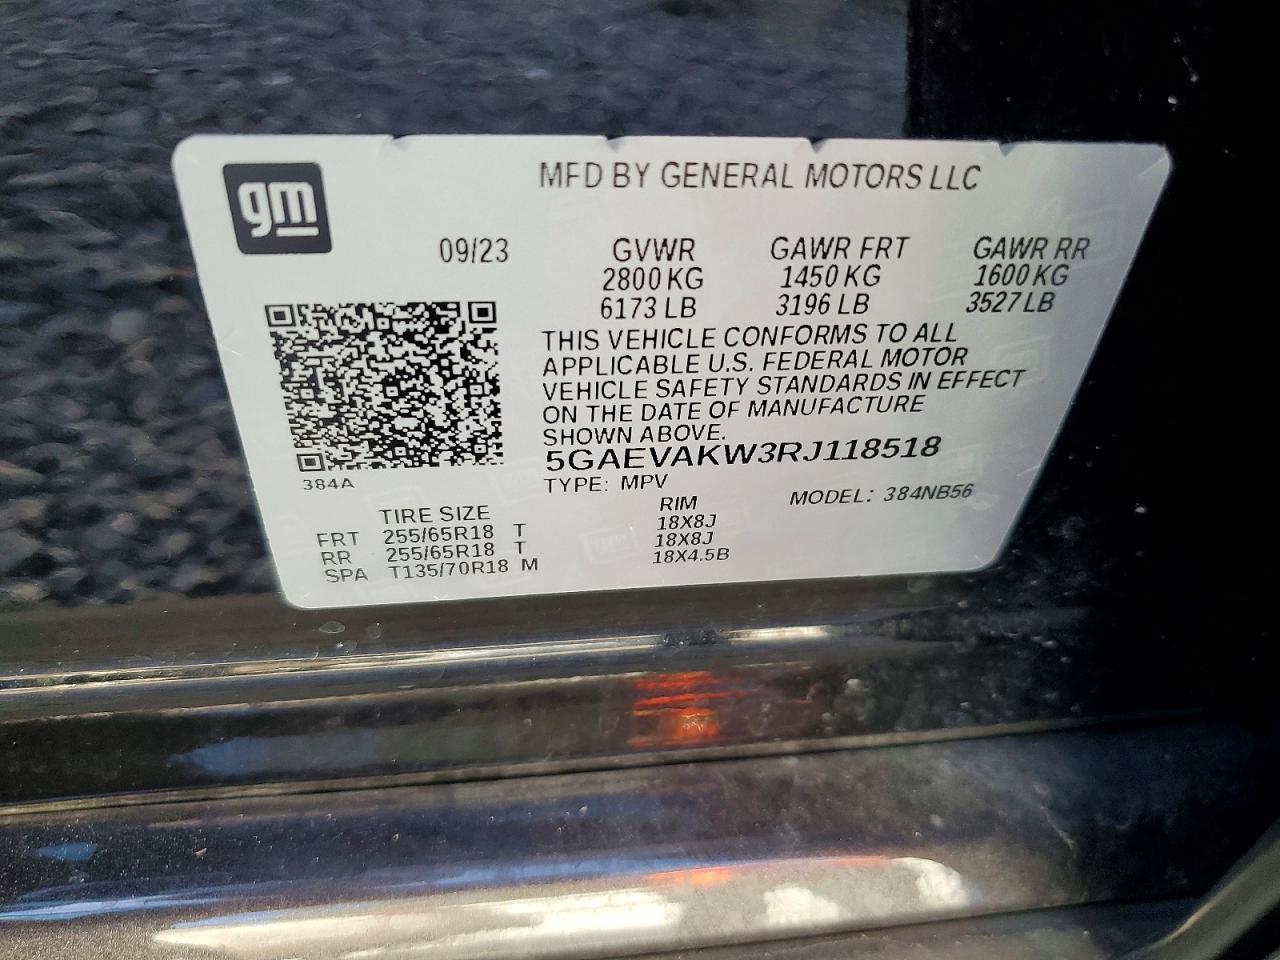 gm
MFD BY GENERAL MOTORS LLC
09/23 GVWR GAWR FRT GAWR RR
2800 KG 1450 KG 1600 KG
6173 LB 3196 LB 3527 LB
THIS VEHICLE CONFORMS TO ALL
APPLICABLE U.S. FEDERAL MOTOR
VEHICLE SAFETY STANDARDS IN EFFECT
ON THE DATE OF MANUFACTURE
SHOWN ABOVE.
5GAEVAKW3RJ118518
384A
TYPE: MPV
MODEL: 384NB56
TIRE SIZE RIM
FRT 255/65R18 T 18X8J
RR 255/65R18 T 18X8J
SPA T135/70R18 M 18X4.5B